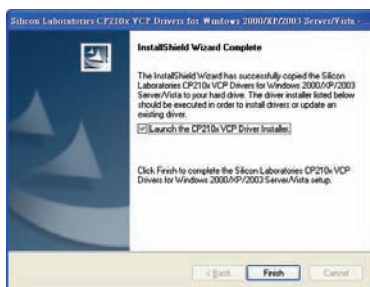 Silicon Laboratories CP210x VCP Drivers for Windows 2000/XP/2003 Server/Vista -
InstallShield Wizard Complete
The InstallShield Wizard has successfully copied the Silicon
Laboratories CP210x VCP Drivers for Windows 2000/XP/2003
Server/Vista to your hard drive. The driver installer listed below
should be executed in order to install drivers or update an
existing driver.
Launch the CP210x VCP Driver Installer.
Click Finish to complete the Silicon Laboratories CP210x VCP
Drivers for Windows 2000/XP/2003 Server/Vista setup.
< Back Finish Cancel